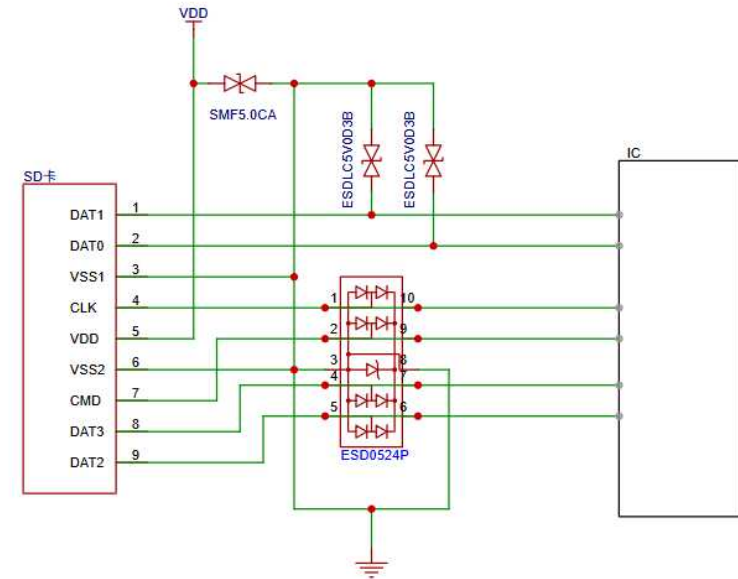 VDD
SMF5.0CA
ESDLC5V0D3B
ESDLC5V0D3B
IC
SD卡
DAT1 1
DAT0 2
VSS1 3
CLK 4
VDD 5
VSS2 6
CMD 7
DAT3 8
DAT2 9
1 10
2 9
3 8
4 7
5 6
ESD0524P